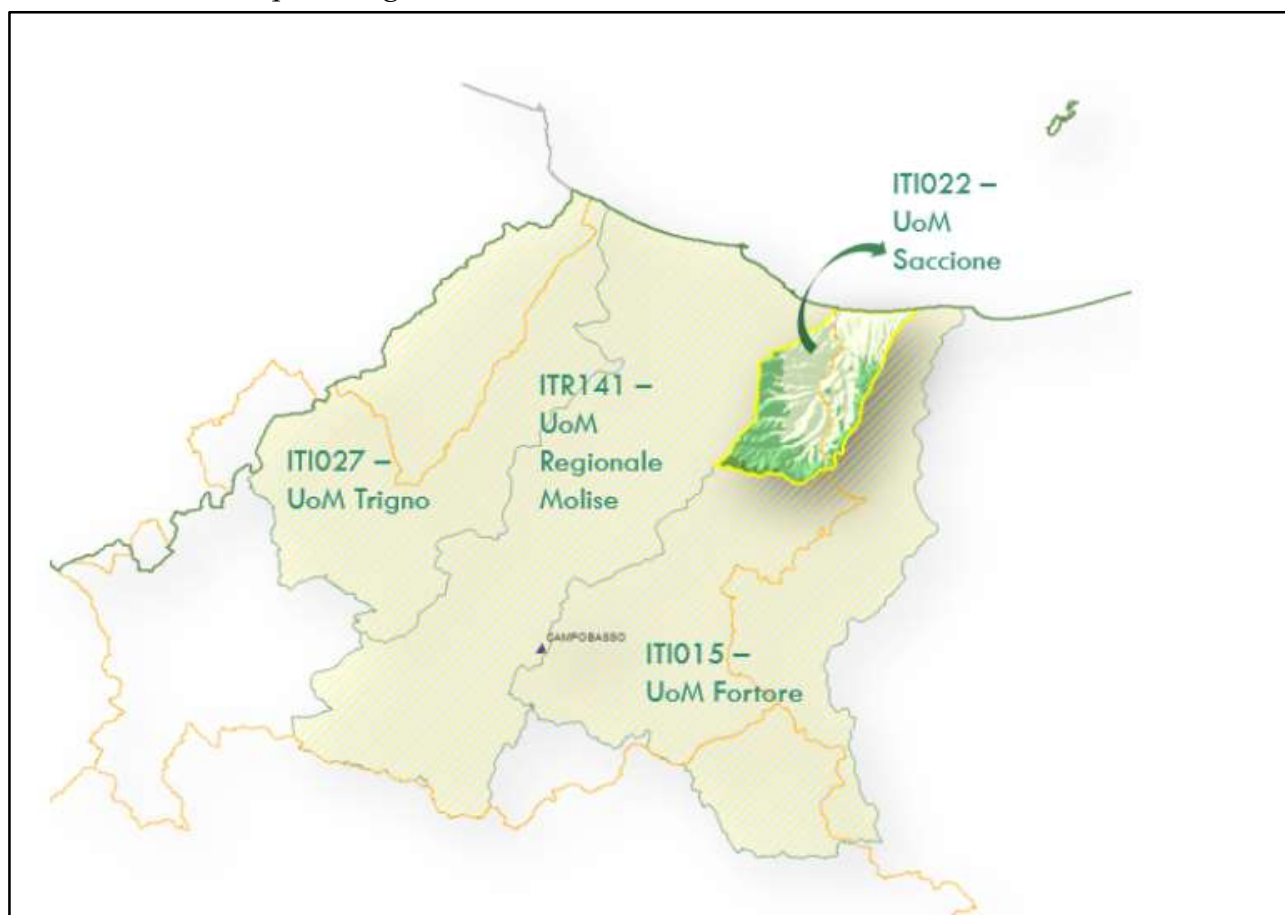 ITI022 –
UoM
Saccione
ITR141 –
UoM
Regionale
Molise
ITI027 –
UoM Trigno
CAMPOBASSO
ITI015 –
UoM Fortore